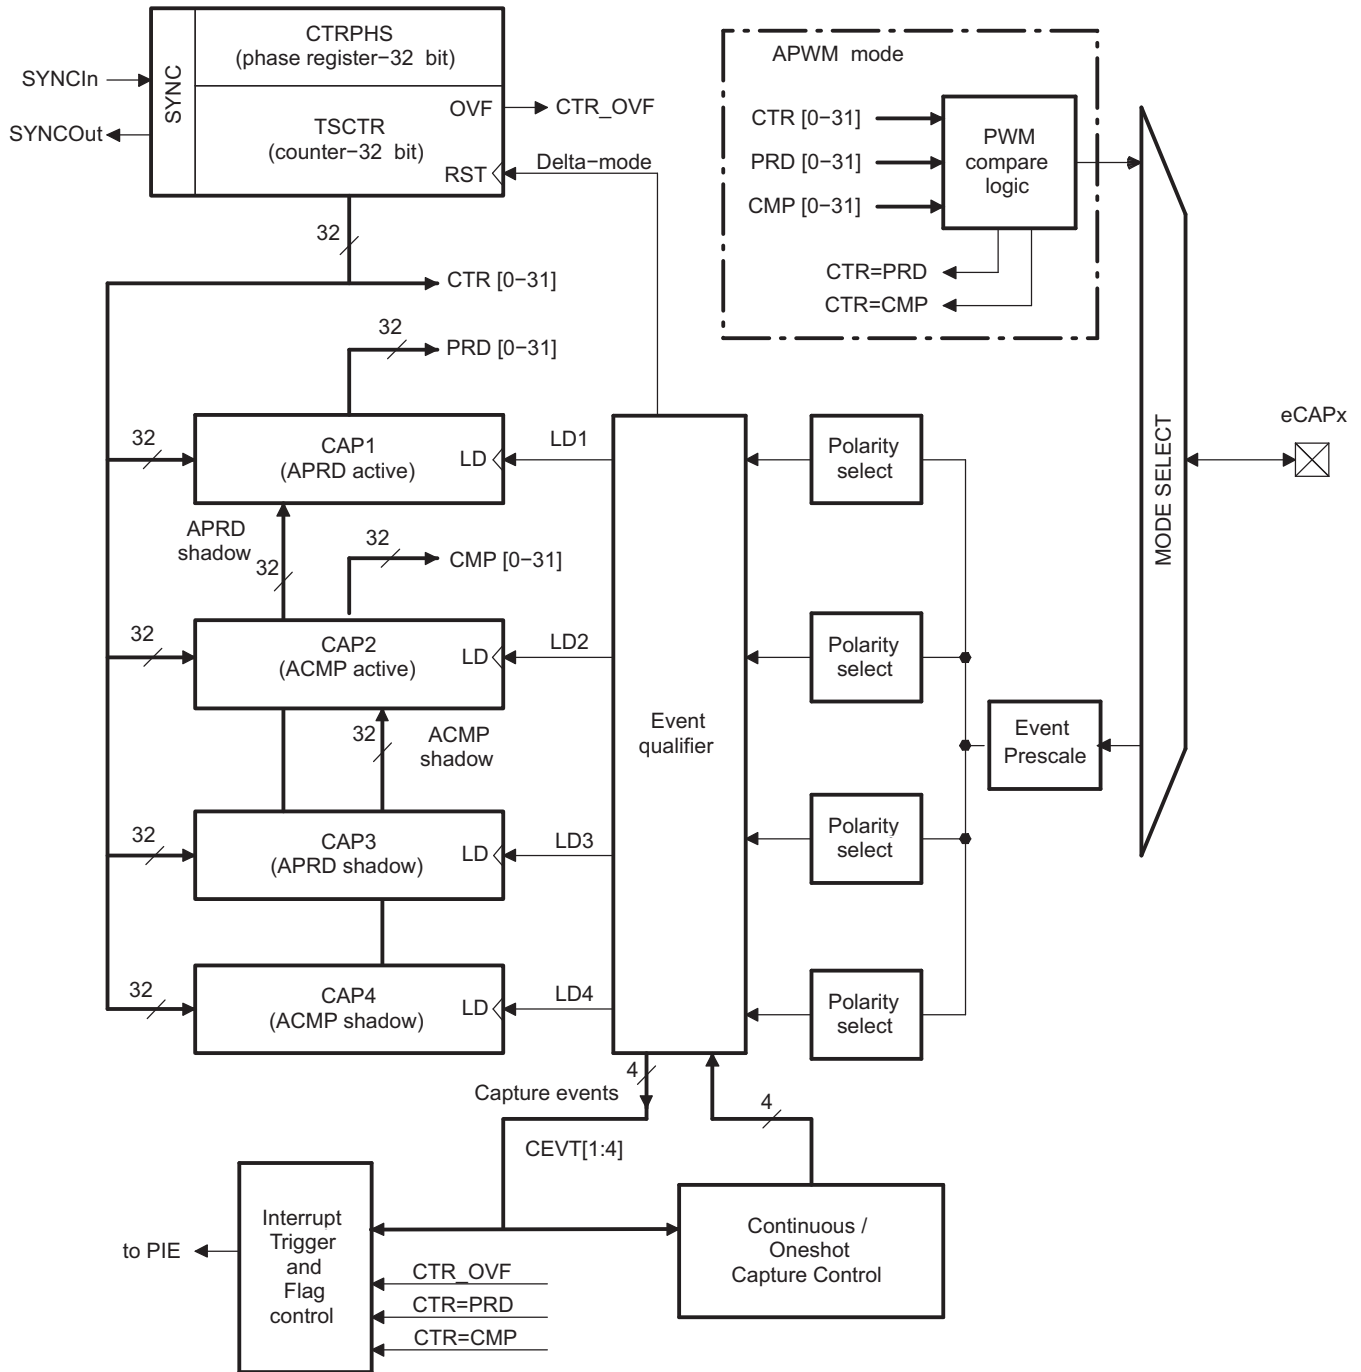 CTRPHS
(phase register−32 bit)
SYNC
SYNCIn
SYNCOut
OVF
CTR_OVF
TSCTR
(counter−32 bit)
RST
Delta−mode
32
CTR [0−31]
32
PRD [0−31]
APWM mode
CTR [0−31]
PRD [0−31]
CMP [0−31]
PWM
compare
logic
CTR=PRD
CTR=CMP
MODE SELECT
eCAPx
32
CAP1
(APRD active)
LD
LD1
Polarity
select
APRD
shadow
32
32
CMP [0−31]
32
CAP2
(ACMP active)
LD
LD2
Polarity
select
32
ACMP
shadow
Event
qualifier
Event
Prescale
32
CAP3
(APRD shadow)
LD
LD3
Polarity
select
32
CAP4
(ACMP shadow)
LD
LD4
Polarity
select
4
Capture events
CEVT[1:4]
4
Interrupt
Trigger
and
Flag
control
to PIE
CTR_OVF
CTR=PRD
CTR=CMP
Continuous /
Oneshot
Capture Control